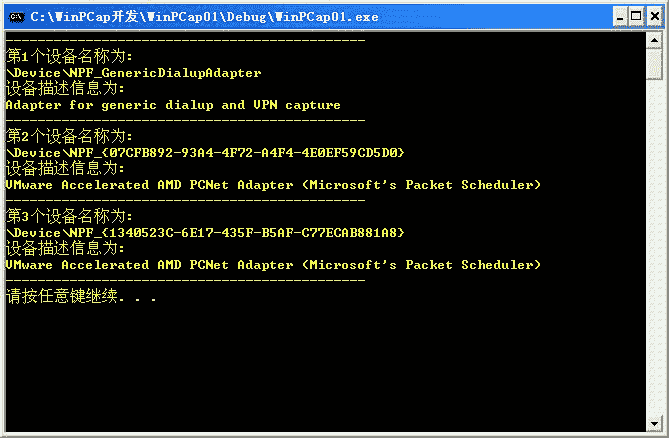 C:\WinPCap开发\WinPCap01\Debug\WinPCap01.exe
---------------------------------------------
第1个设备名称为:
\Device\NPF_GenericDialupAdapter
设备描述信息为:
Adapter for generic dialup and VPN capture
---------------------------------------------
第2个设备名称为:
\Device\NPF_{07CFB892-93A4-4F72-A4F4-4E0EF59CD5D0}
设备描述信息为:
VMware Accelerated AMD PCNet Adapter (Microsoft's Packet Scheduler)
---------------------------------------------
第3个设备名称为:
\Device\NPF_{1340523C-6E17-435F-B5AF-C77ECAB881A8}
设备描述信息为:
VMware Accelerated AMD PCNet Adapter (Microsoft's Packet Scheduler)
---------------------------------------------
请按任意键继续. . .